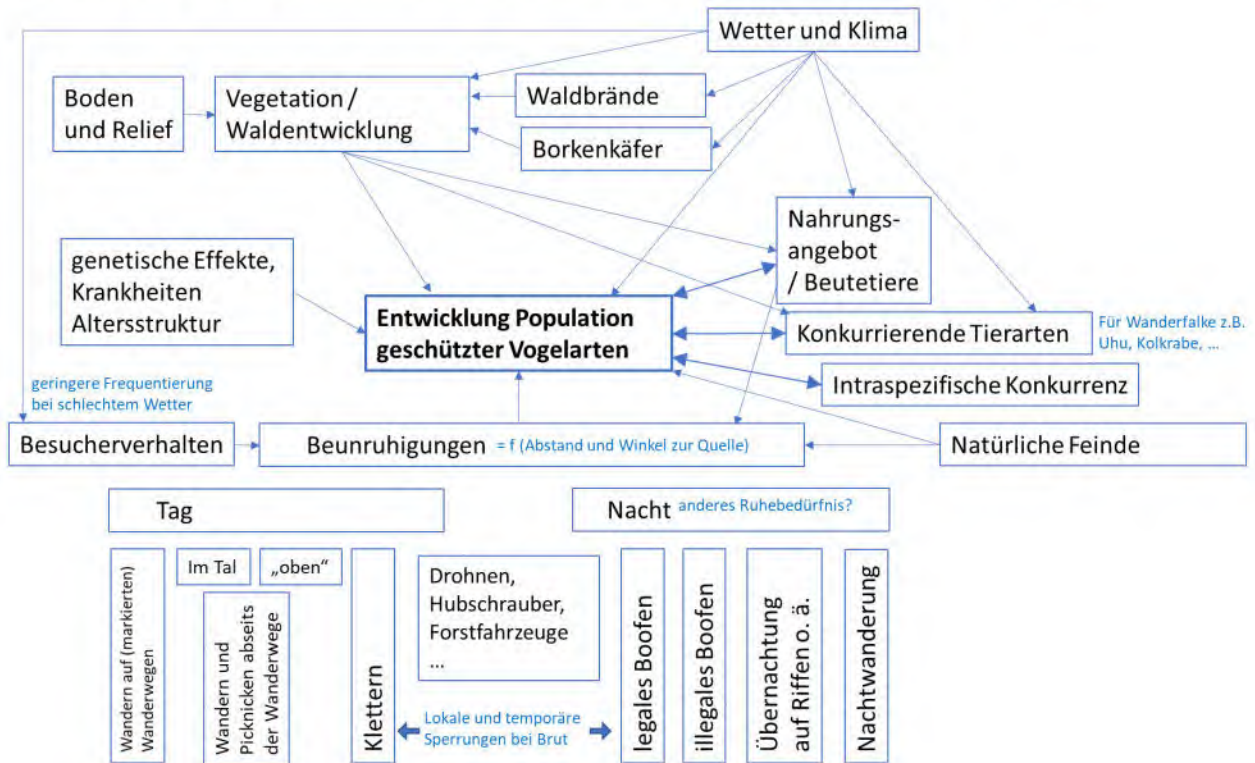 Wetter und Klima
Boden
und Relief
Vegetation /
Waldentwicklung
Waldbrände
Borkenkäfer
Nahrungs-
angebot
/ Beutetiere
genetische Effekte,
Krankheiten
Altersstruktur
Entwicklung Population
geschützter Vogelarten
Konkurrierende Tierarten
Für Wanderfalke z.B.
Uhu, Kolkrabe, ...
Intraspezifische Konkurrenz
geringere Frequentierung
bei schlechtem Wetter
Besucherverhalten
Beunruhigungen = f (Abstand und Winkel zur Quelle)
Natürliche Feinde
Tag
Nacht anderes Ruhebedürfnis?
Wandern auf (markierten)
Wanderwegen
Im Tal
„oben“
Wandern und
Picknicken abseits
der Wanderwege
Klettern
Drohnen,
Hubschrauber,
Forstfahrzeuge
...
Lokale und temporäre
Sperrungen bei Brut
legales Boofen
illegales Boofen
Übernachtung
auf Riffen o. ä.
Nachtwanderung